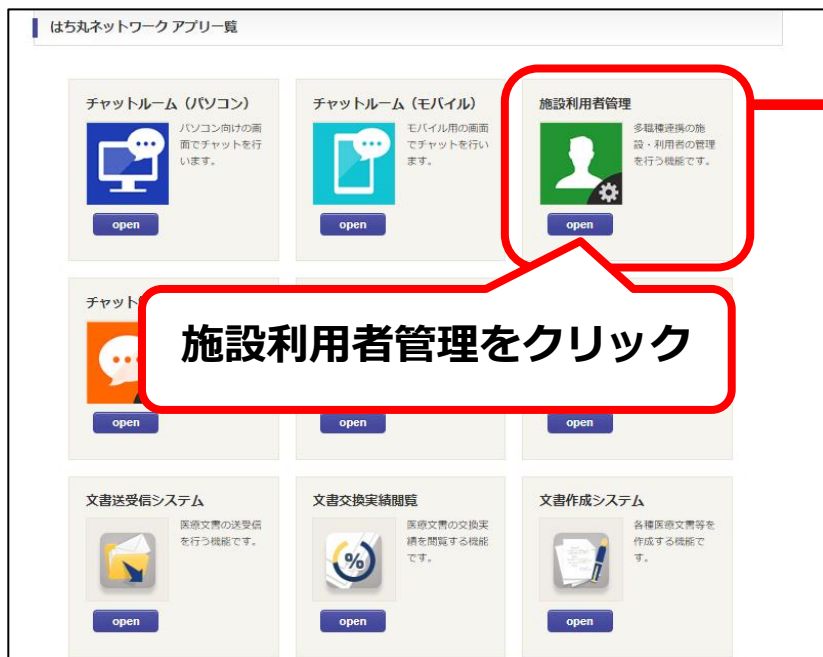 はち丸ネットワーク アプリ一覧
チャットルーム（パソコン）
パソコン向けの画
面でチャットを行
います。
open
チャットルーム（モバイル）
モバイル用の画面
でチャットを行い
ます。
open
施設利用者管理
多職種連携の施
設・利用者の管理
を行う機能です。
open
施設利用者管理をクリック
チャット
open
open
open
文書送受信システム
医療文書の送受信
を行う機能です。
open
文書交換実績閲覧
医療文書の交換実
績を閲覧する機能
です。
%
open
文書作成システム
各種医療文書等を
作成する機能で
す。
open